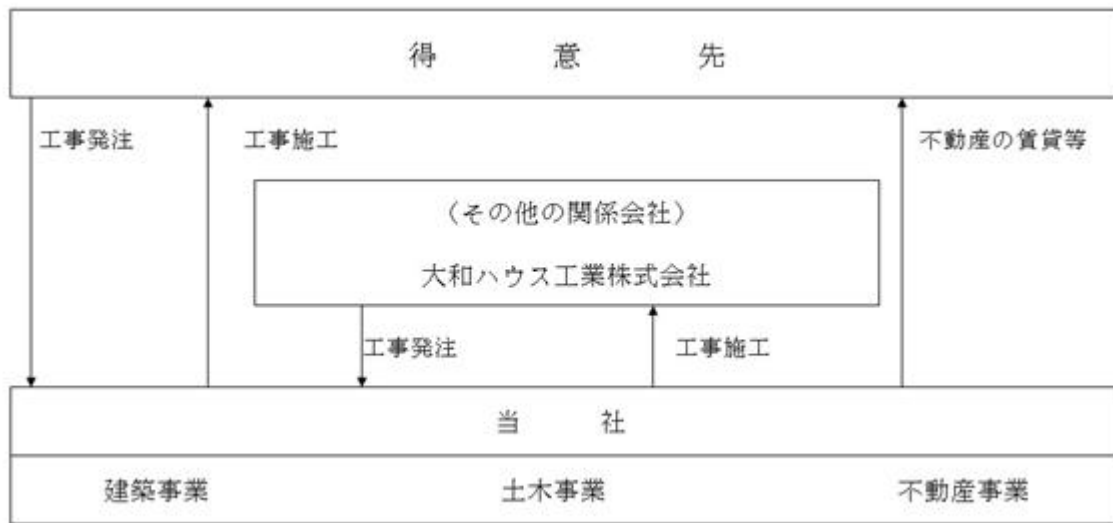 得意先
工事発注 工事施工 不動産の賃貸等
(その他の関係会社)
大和ハウス工業株式会社
工事発注 工事施工
当社
建築事業 土木事業 不動産事業